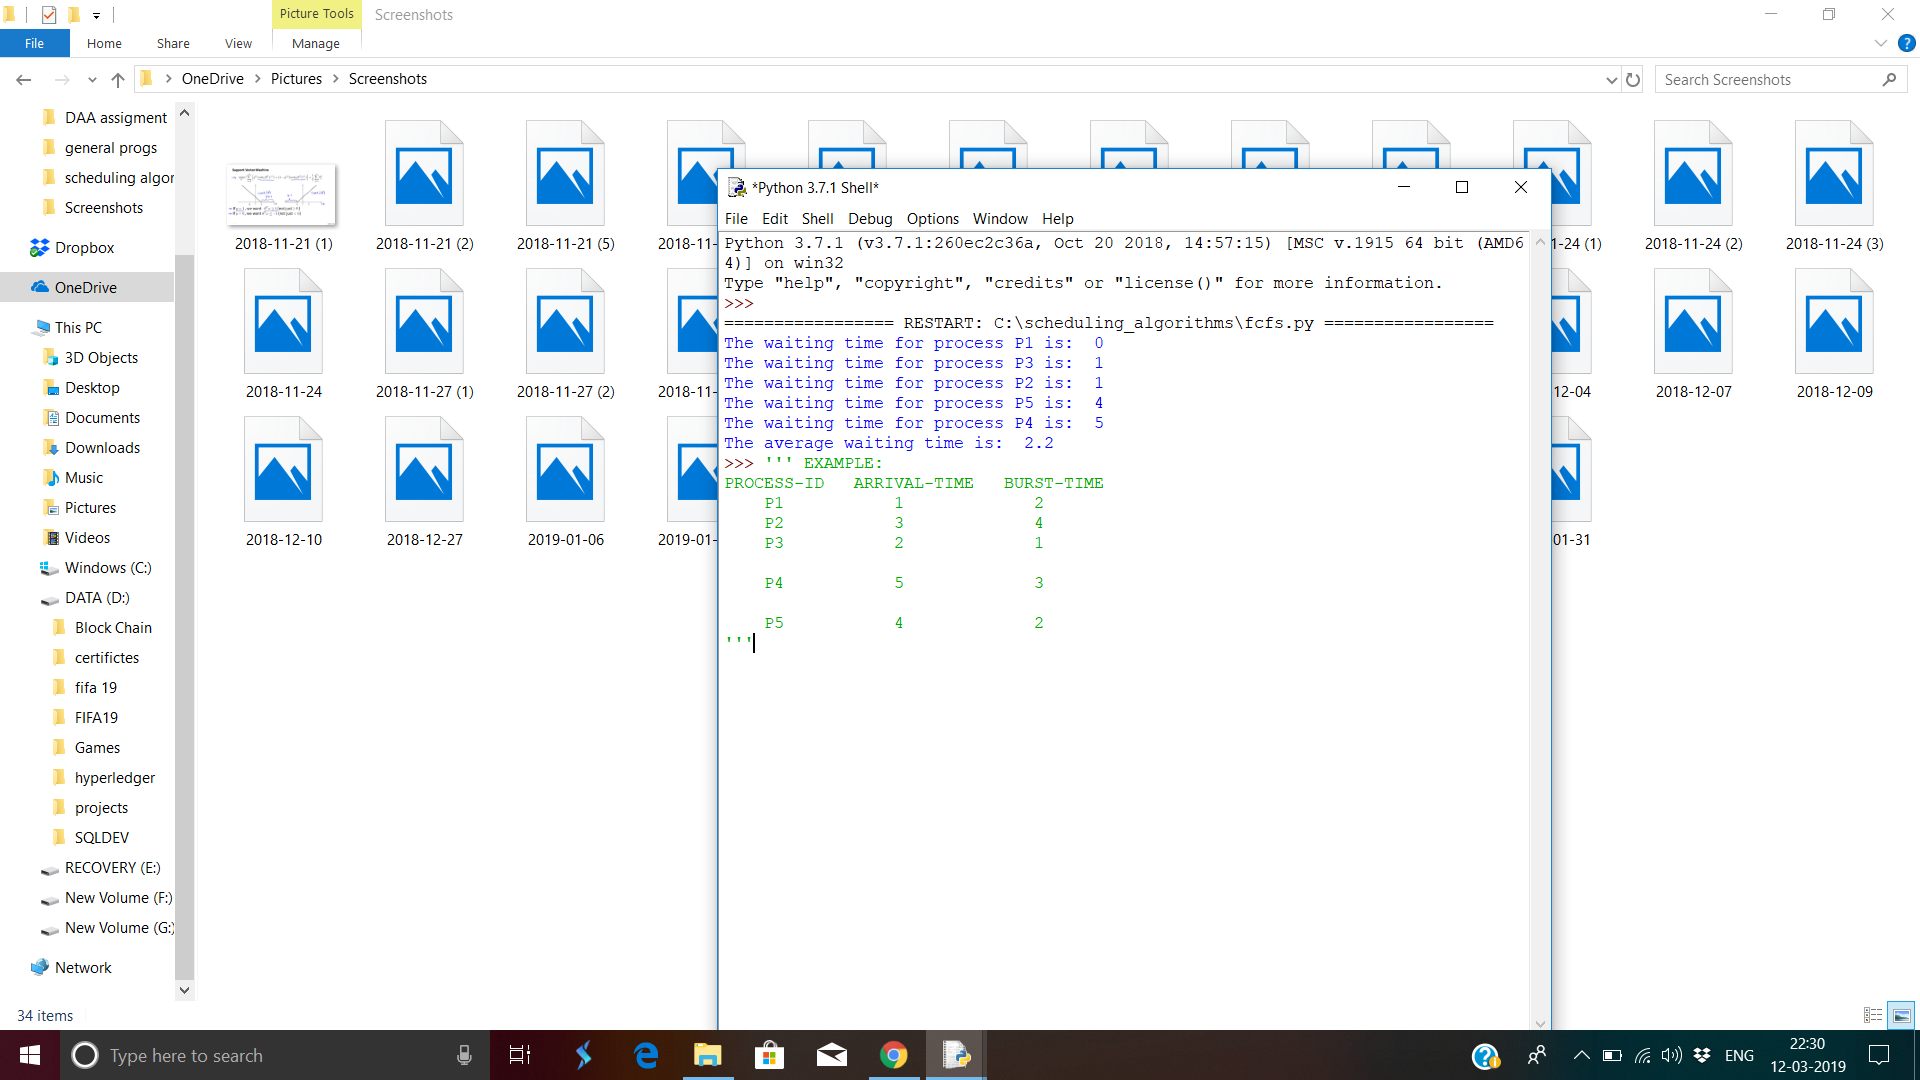 Picture Tools
Screenshots
File
Home
Share
View
Manage
OneDrive
Pictures
Screenshots
Search Screenshots
DAA assigment
general progs
scheduling algor
Screenshots
Dropbox
OneDrive
This PC
3D Objects
Desktop
Documents
Downloads
Music
Pictures
Videos
Windows (C:)
DATA (D:)
Block Chain
certifictes
fifa 19
FIFA19
Games
hyperledger
projects
SQLDEV
RECOVERY (E:)
New Volume (F:)
New Volume (G:)
Network
34 items
Support Vector Machine
2018-11-21 (1)
2018-11-21 (2)
2018-11-21 (5)
2018-11-
1-24 (1)
2018-11-24 (2)
2018-11-24 (3)
2018-11-24
2018-11-27 (1)
2018-11-27 (2)
2018-11-
12-04
2018-12-07
2018-12-09
2018-12-10
2018-12-27
2019-01-06
2019-01-
01-31
*Python 3.7.1 Shell*
File Edit Shell Debug Options Window Help
Python 3.7.1 (v3.7.1:260ec2c36a, Oct 20 2018, 14:57:15) [MSC v.1915 64 bit (AMD6
4)] on win32
Type "help", "copyright", "credits" or "license()" for more information.
>>>
================= RESTART: C:\scheduling_algorithms\fcfs.py =================
The waiting time for process P1 is:  0
The waiting time for process P3 is:  1
The waiting time for process P2 is:  1
The waiting time for process P5 is:  4
The waiting time for process P4 is:  5
The average waiting time is:  2.2
>>> ''' EXAMPLE:
PROCESS-ID   ARRIVAL-TIME   BURST-TIME
P1 1 2
P2 3 4
P3 2 1
P4 5 3
P5 4 2
'''
Type here to search
ENG
22:30
12-03-2019